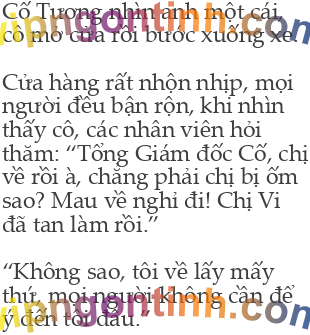 Cố Tương nhìn anh một cái,
cô mở cửa rồi bước xuống xe.
Cửa hàng rất nhộn nhịp, mọi
người đều bận rộn, khi nhìn
thấy cô, các nhân viên hỏi
thăm: “Tổng Giám đốc Cố, chị
về rồi à, chẳng phải chị bị ốm
sao? Mau về nghỉ đi! Chị Vi
đã tan làm rồi.”
“Không sao, tôi về lấy mấy
thứ, mọi người không cần để
ý đến tôi đâu.”